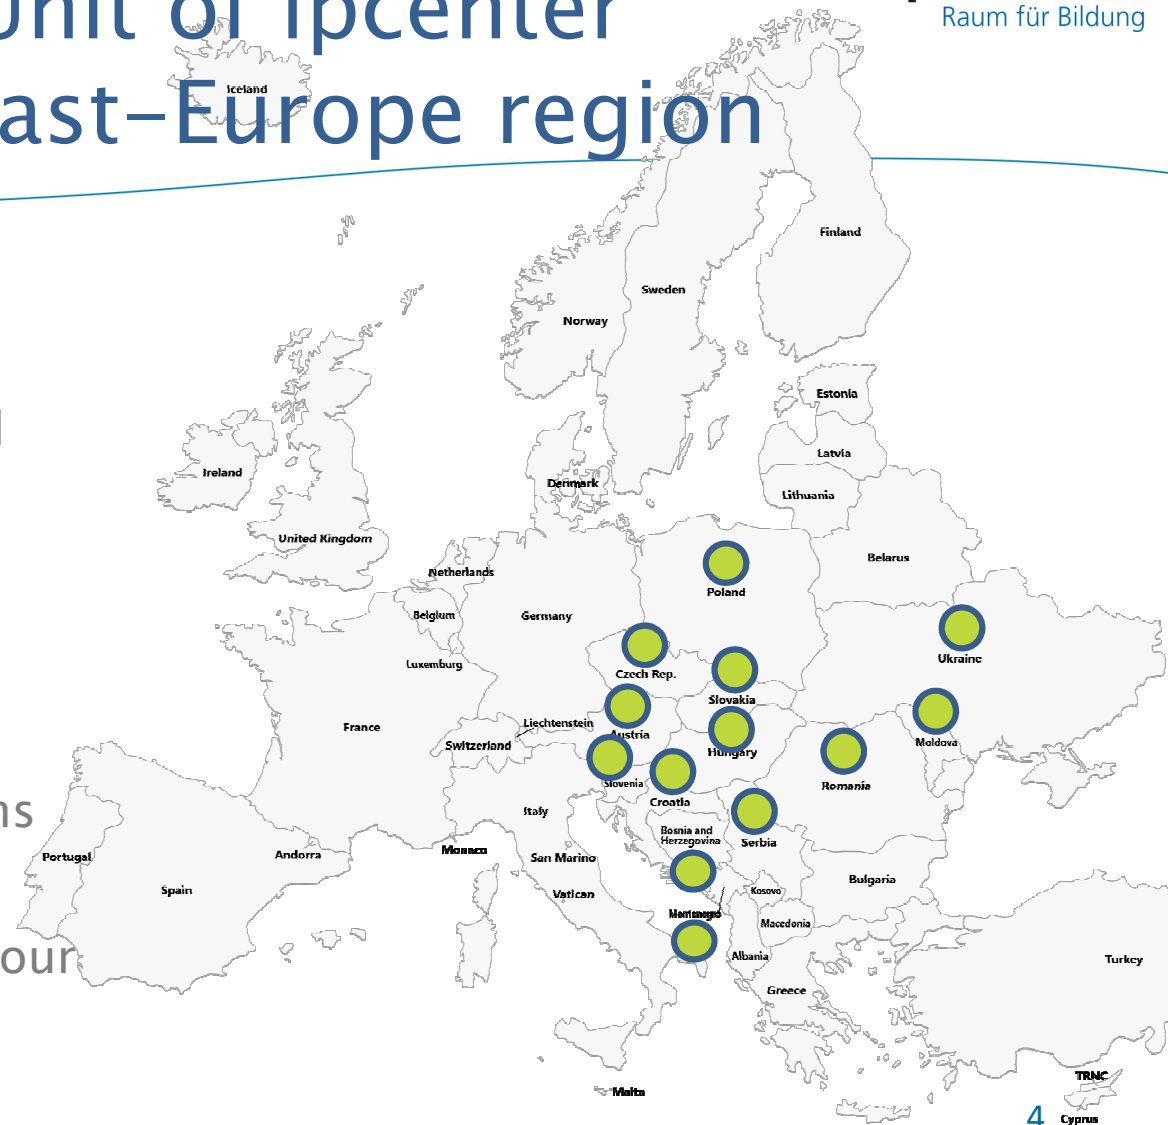 unit of ipcenter
Raum für Bildung
Iceland
ast-Europe region
Finland
Sweden
Norway
Estonia
Latvia
Ireland
Denmark
Lithuania
United Kingdom
Belarus
Netherlands
Poland
Belgium
Germany
Ukraine
Luxemburg
Czech Rep.
Slovakia
Liechtenstein
France
Austria
Switzerland
Moldova
Hungary
Slovenia
Romania
Croatia
Italy
ns
Bosnia and
Herzegovina
Serbia
Monaco
Portugal
Andorra
San Marino
Bulgaria
Spain
Vatican
Kosovo
Montenegro
Macedonia
our
Albania
Turkey
Greece
TRNC
Malta
4
Cyprus